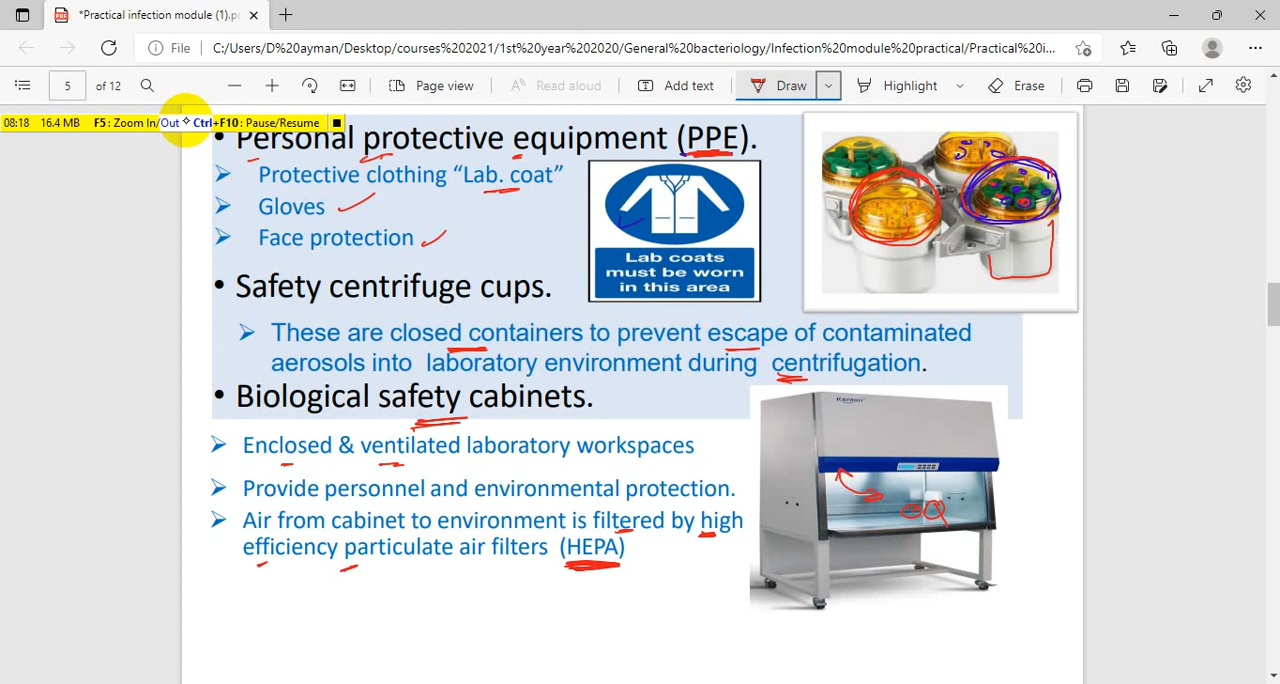 *Practical infection module (1).p
File
C:/Users/D%20ayman/Desktop/courses%202021/1st%20year%202020/General%20bacteriology/Infection%20module%20practical/Practical%20i...
5 of 12
Page view
Read aloud
Add text
Draw
Highlight
Erase
08:18 16.4 MB F5: Zoom In/Out Ctrl+F10: Pause/Resume
• Personal protective equipment (PPE).
Protective clothing “Lab. coat”
Gloves
Face protection
Lab coats
must be worn
in this area
• Safety centrifuge cups.
These are closed containers to prevent escape of contaminated
aerosols into laboratory environment during centrifugation.
• Biological safety cabinets.
Enclosed & ventilated laboratory workspaces
Provide personnel and environmental protection.
Air from cabinet to environment is filtered by high
efficiency particulate air filters (HEPA)